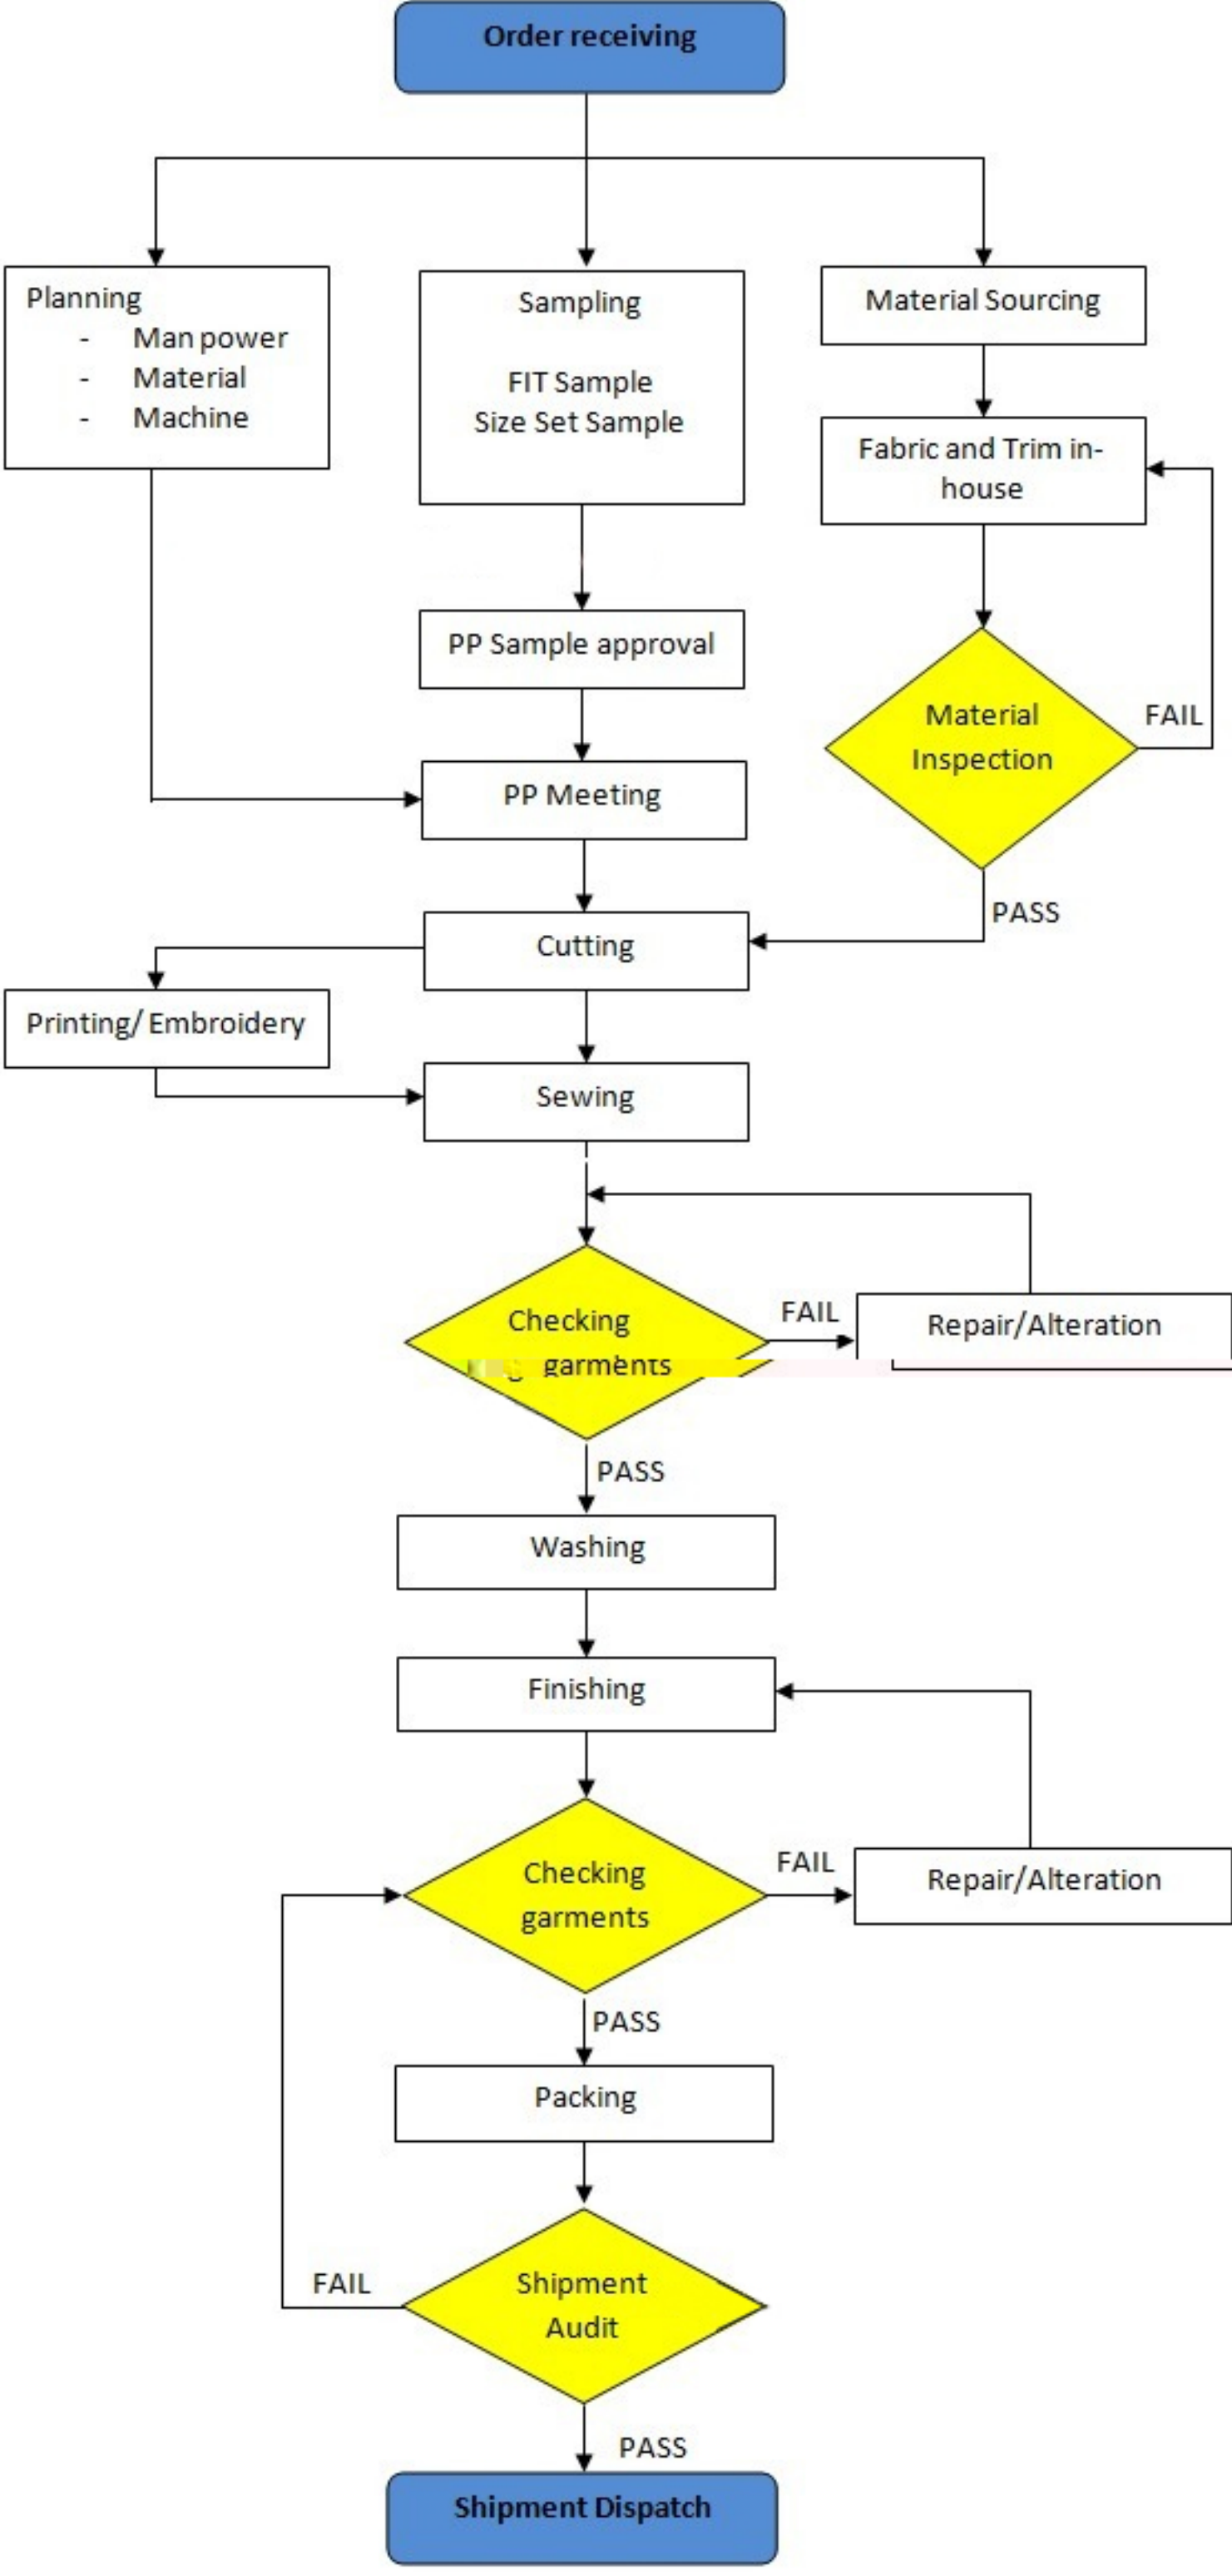 Order receiving
Planning
- Man power
- Material
- Machine
Sampling
FIT Sample
Size Set Sample
Material Sourcing
Fabric and Trim in-
house
PP Sample approval
Material
Inspection
FAIL
PP Meeting
PASS
Cutting
Printing/ Embroidery
Sewing
Checking
garments
FAIL
Repair/Alteration
PASS
Washing
Finishing
Checking
garments
FAIL
Repair/Alteration
PASS
Packing
Shipment
Audit
FAIL
PASS
Shipment Dispatch